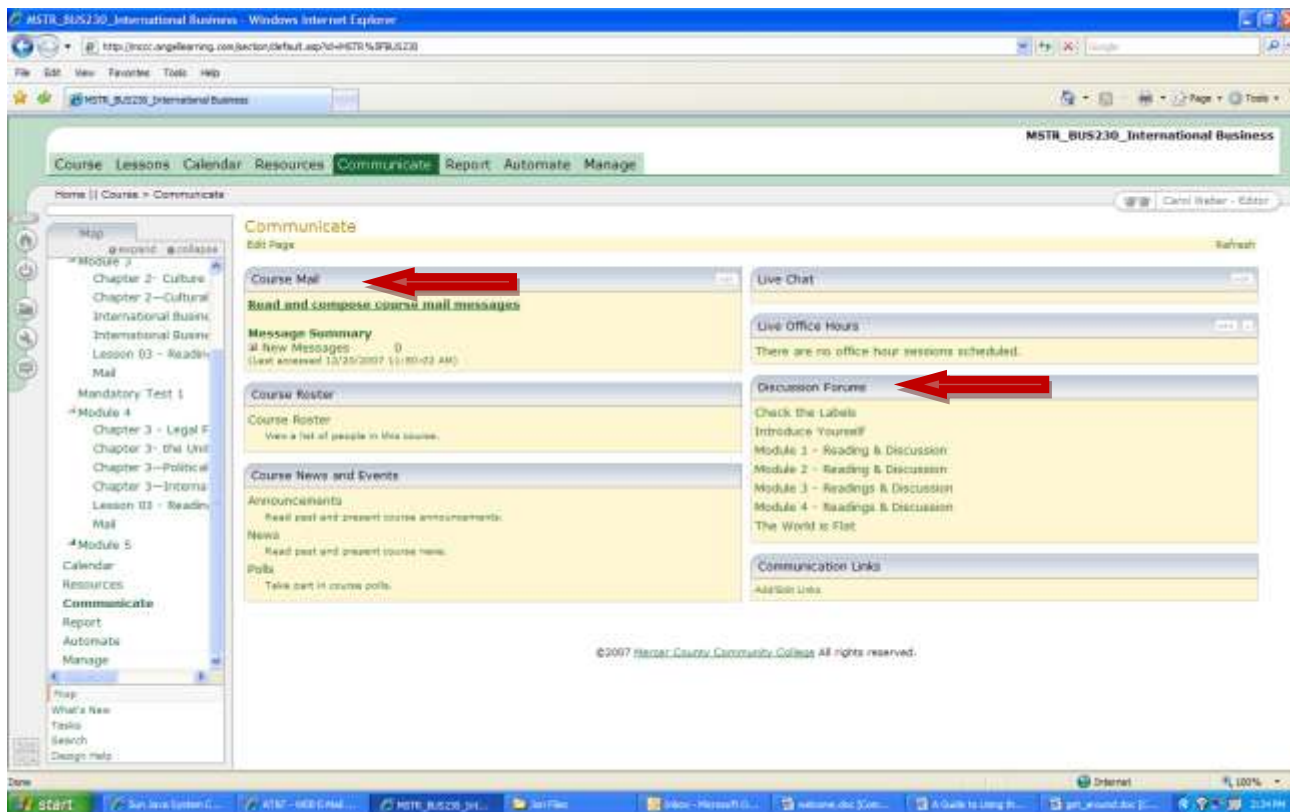 MSTR_BUS230_International Business - Windows Internet Explorer
File Edit View Favorites Tools Help
MSTR_BUS230_International Business
Page Tools
MSTR_BUS230_International Business
Course Lessons Calendar Resources Communicate Report Automate Manage
Home || Course > Communicate
Carol Weber - Editor
Map
expand collapse
Module 3
Chapter 2- Culture
Chapter 2—Cultural
International Busine
International Busine
Lesson 03 - Readin
Mail
Mandatory Test 1
Module 4
Chapter 3 - Legal F
Chapter 3- the Unit
Chapter 3—Political
Chapter 3—Interna
Lesson 03 - Readin
Mail
Module 5
Calendar
Resources
Communicate
Report
Automate
Manage
Map
What's New
Tasks
Search
Design Help
Communicate
Edit Page
Refresh
Course Mail
Read and compose course mail messages
Message Summary
New Messages 0
Course Roster
Course Roster
View a list of people in this course.
Course News and Events
Announcements
Read past and present course announcements.
News
Read past and present course news.
Polls
Take part in course polls.
Live Chat
Live Office Hours
There are no office hour sessions scheduled.
Discussion Forums
Check the Labels
Introduce Yourself
Module 1 - Reading & Discussion
Module 2 - Reading & Discussion
Module 3 - Readings & Discussion
Module 4 - Readings & Discussion
The World is Flat
Communication Links
Add/Edit Links
©2007 Mercer County Community College All rights reserved.
Done
Internet
100%
start